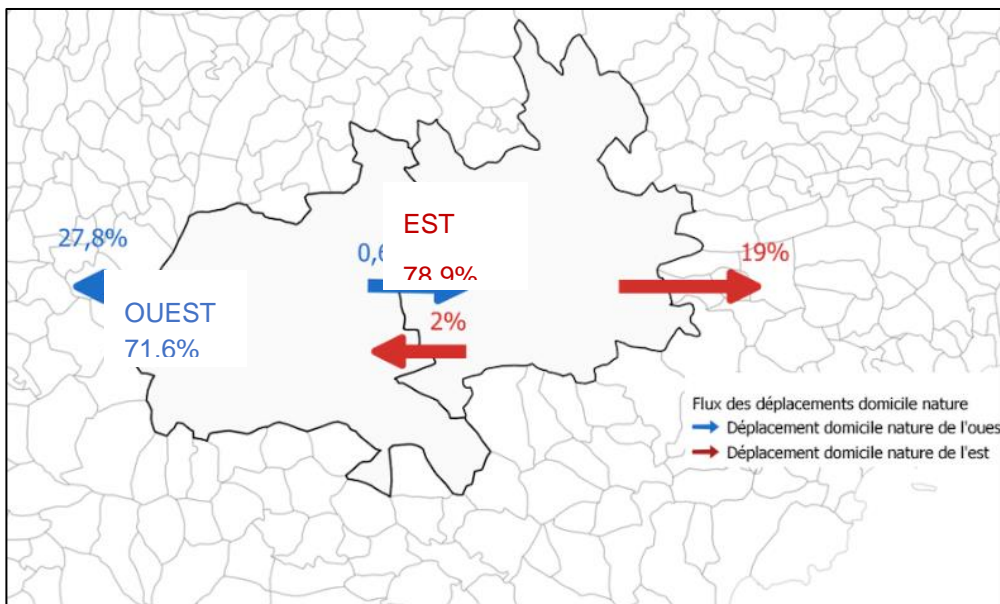 27,8%
EST
0,6
78.9%
19%
OUEST
71.6%
2%
Flux des déplacements domicile nature
Déplacement domicile nature de l'oues
Déplacement domicile nature de l'est